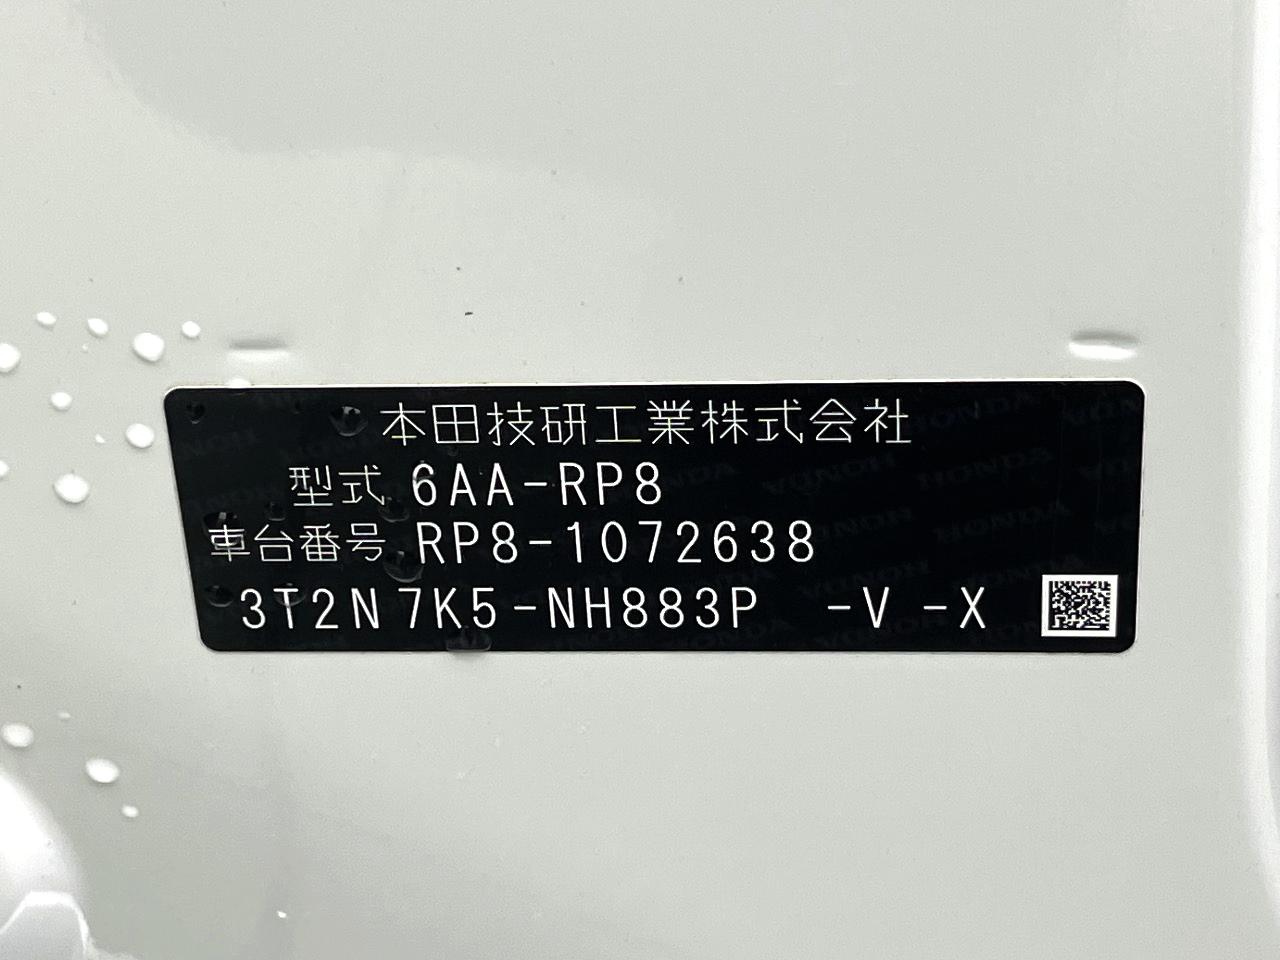 本田技研工業株式会社
型式 6AA-RP8
車台番号 RP8-1072638
3T2N7K5-NH883P -V -X